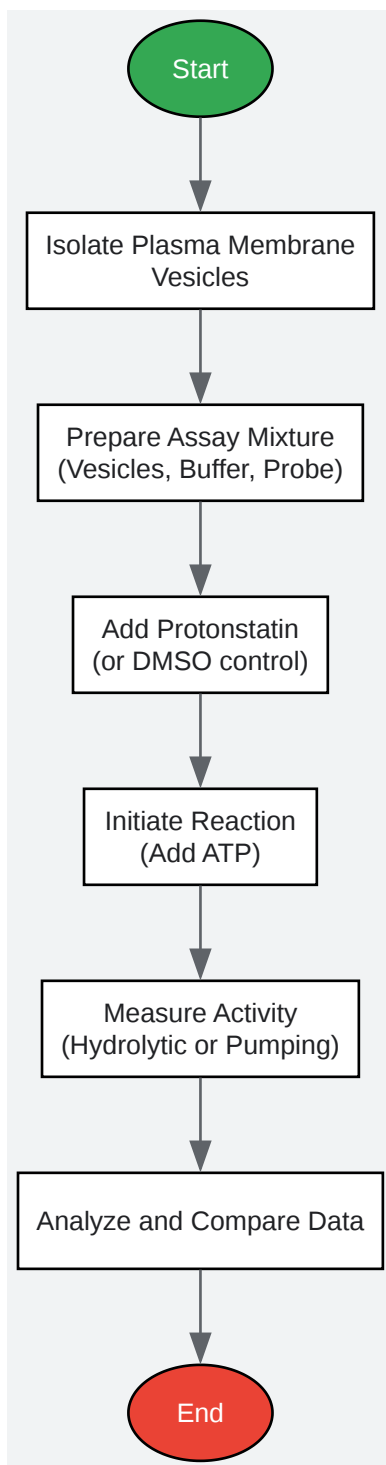 Start
Isolate Plasma Membrane
Vesicles
Prepare Assay Mixture
(Vesicles, Buffer, Probe)
Add Protonstatin
(or DMSO control)
Initiate Reaction
(Add ATP)
Measure Activity
(Hydrolytic or Pumping)
Analyze and Compare Data
End